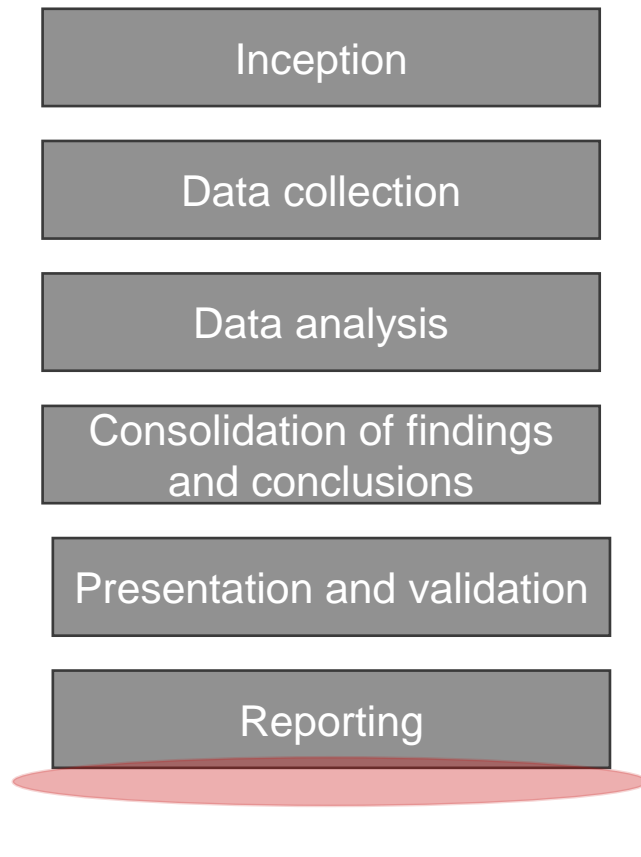 Inception
Data collection
Data analysis
Consolidation of findings
and conclusions
Presentation and validation
Reporting